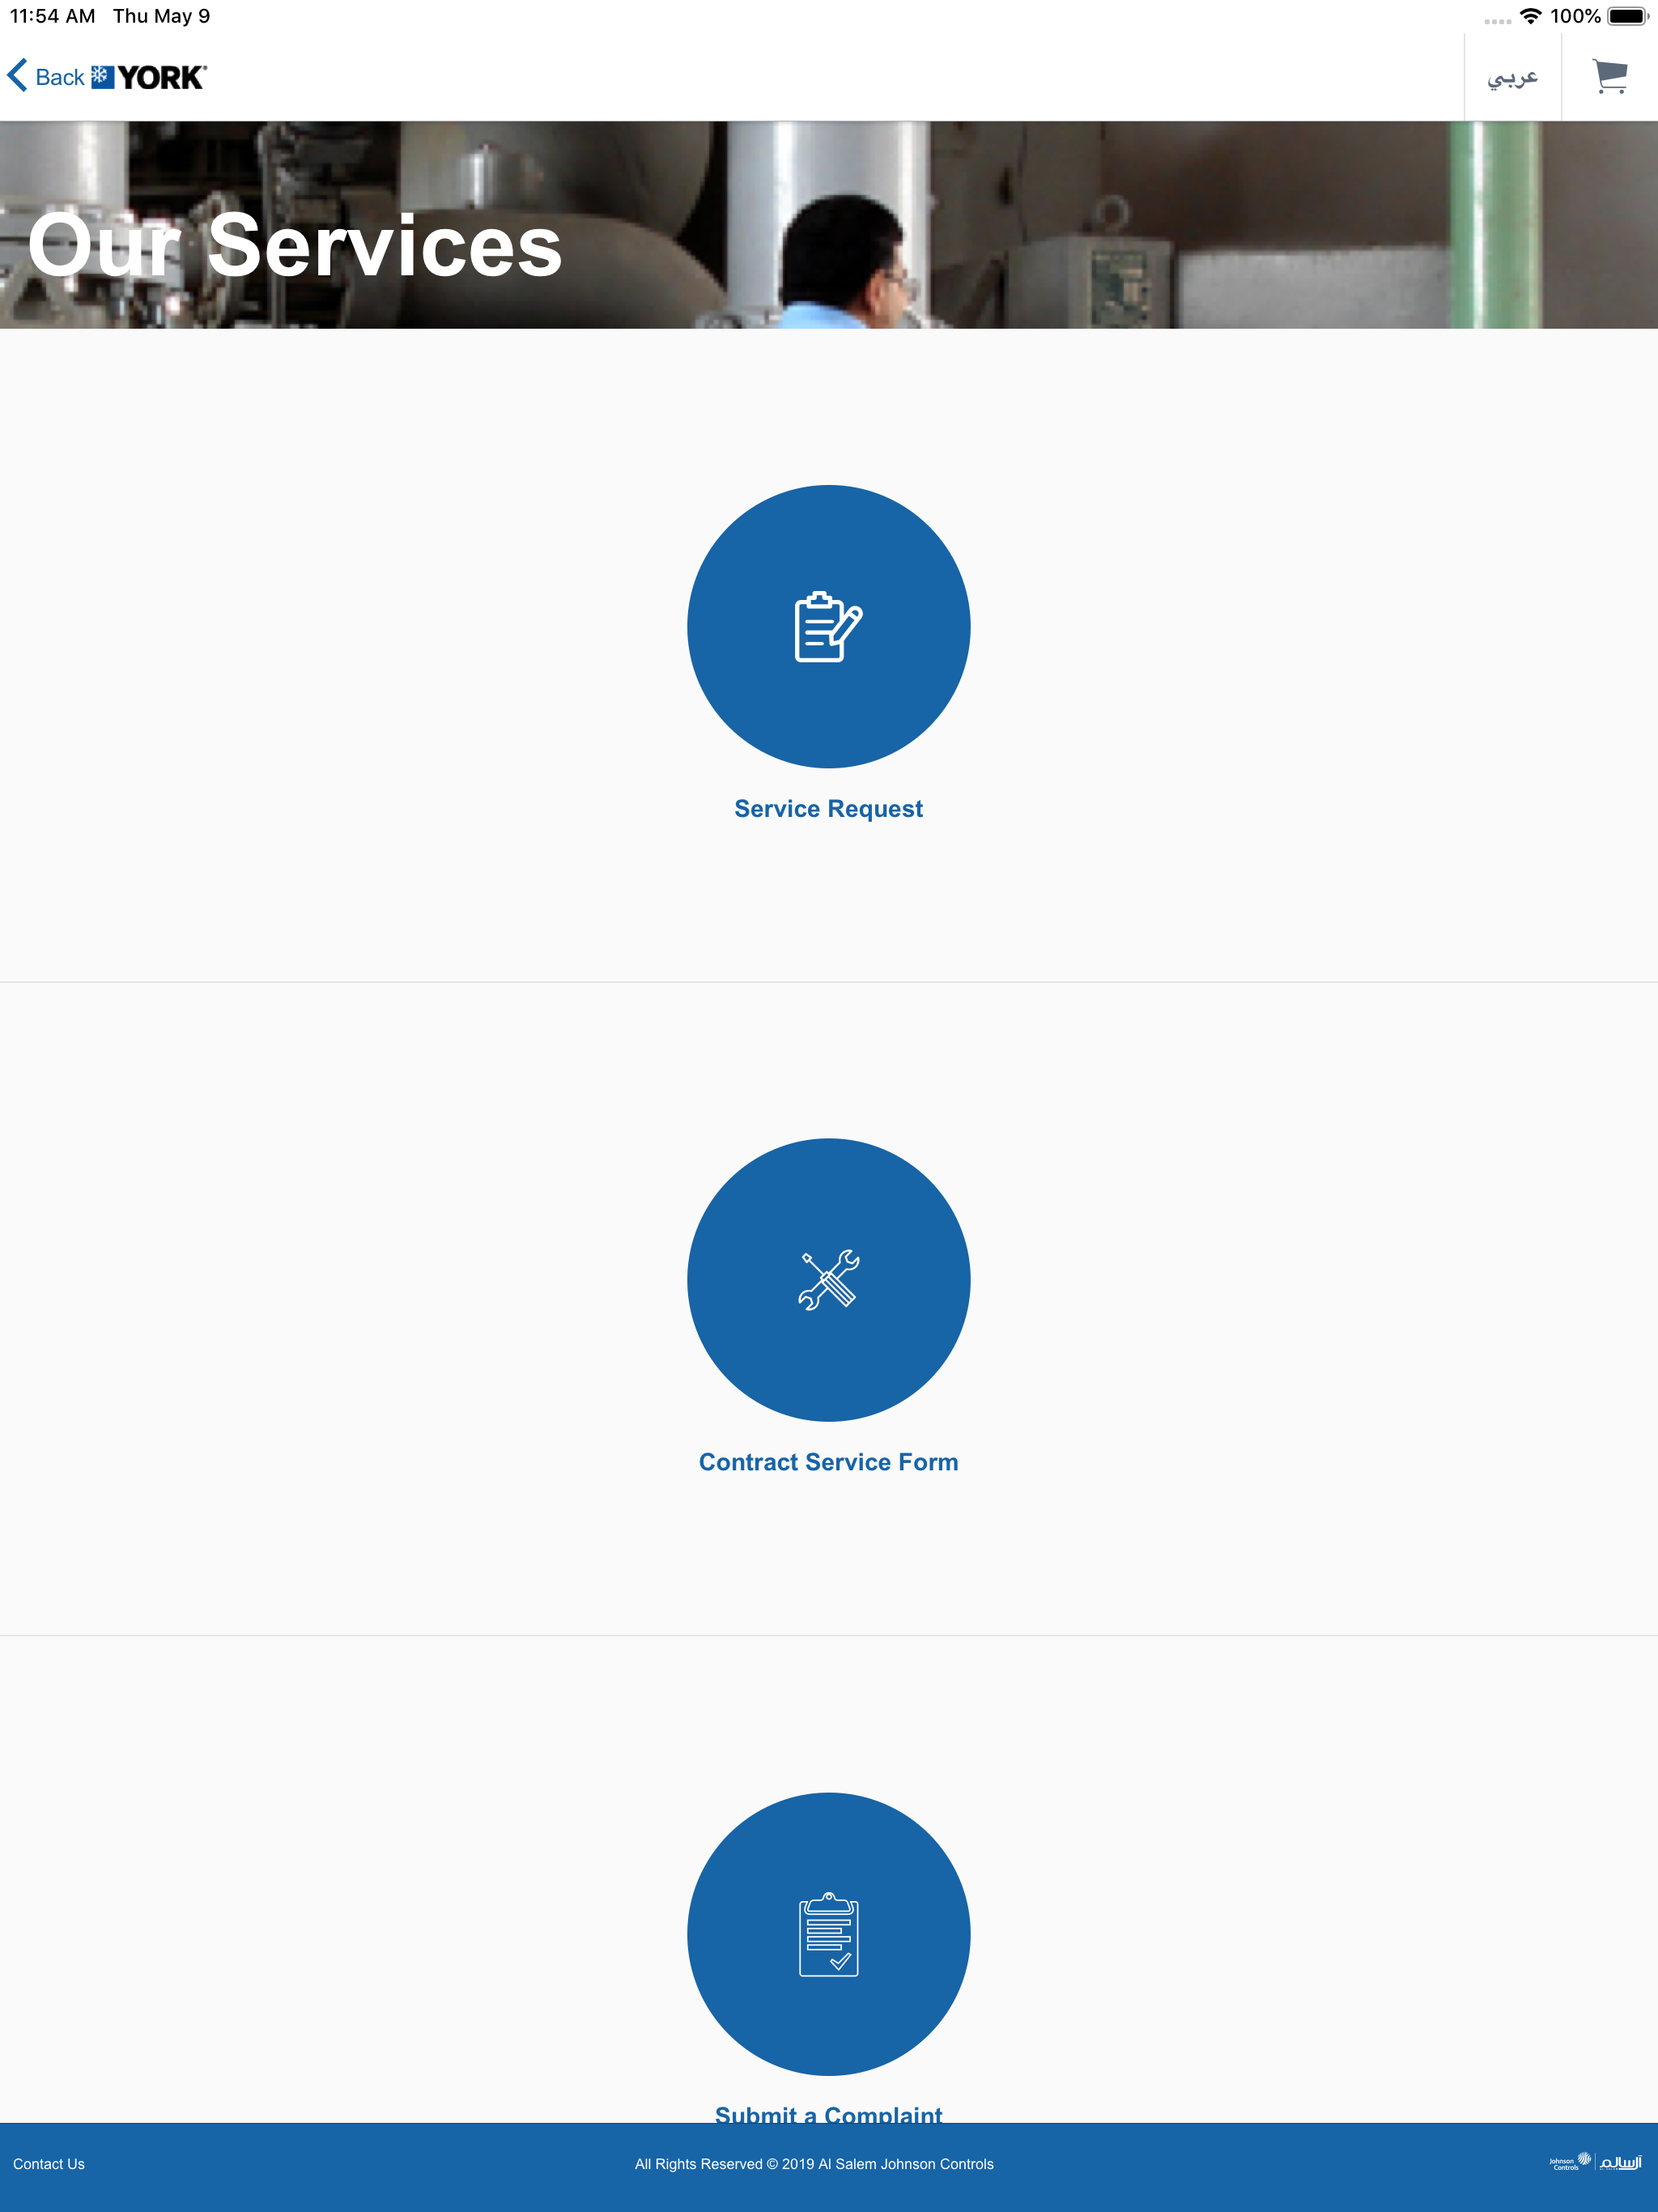 11:54 AM Thu May 9
100%
Back YORK®
عربي
Our Services
Service Request
Contract Service Form
Submit a Complaint
Contact Us
All Rights Reserved © 2019 Al Salem Johnson Controls
Johnson
Controls
السالم